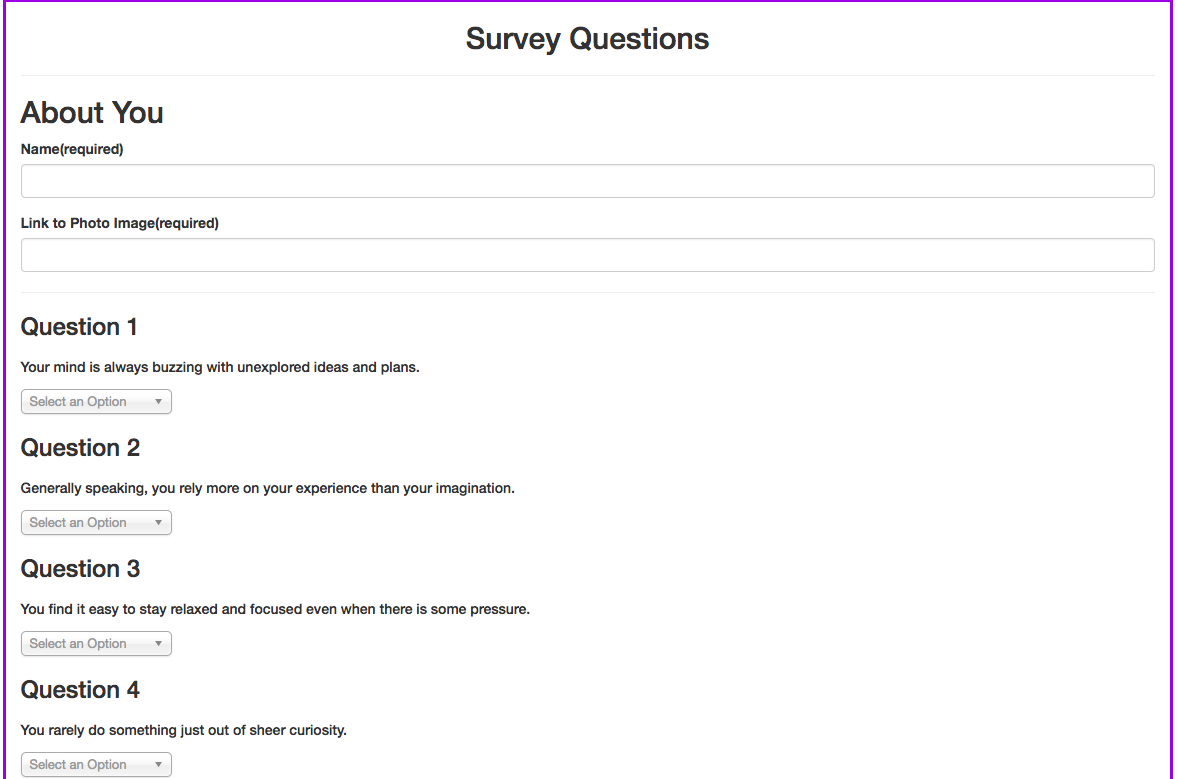 Survey Questions
About You
Name(required)
Link to Photo Image(required)
Question 1
Your mind is always buzzing with unexplored ideas and plans.
Select an Option
Question 2
Generally speaking, you rely more on your experience than your imagination.
Select an Option
Question 3
You find it easy to stay relaxed and focused even when there is some pressure.
Select an Option
Question 4
You rarely do something just out of sheer curiosity.
Select an Option